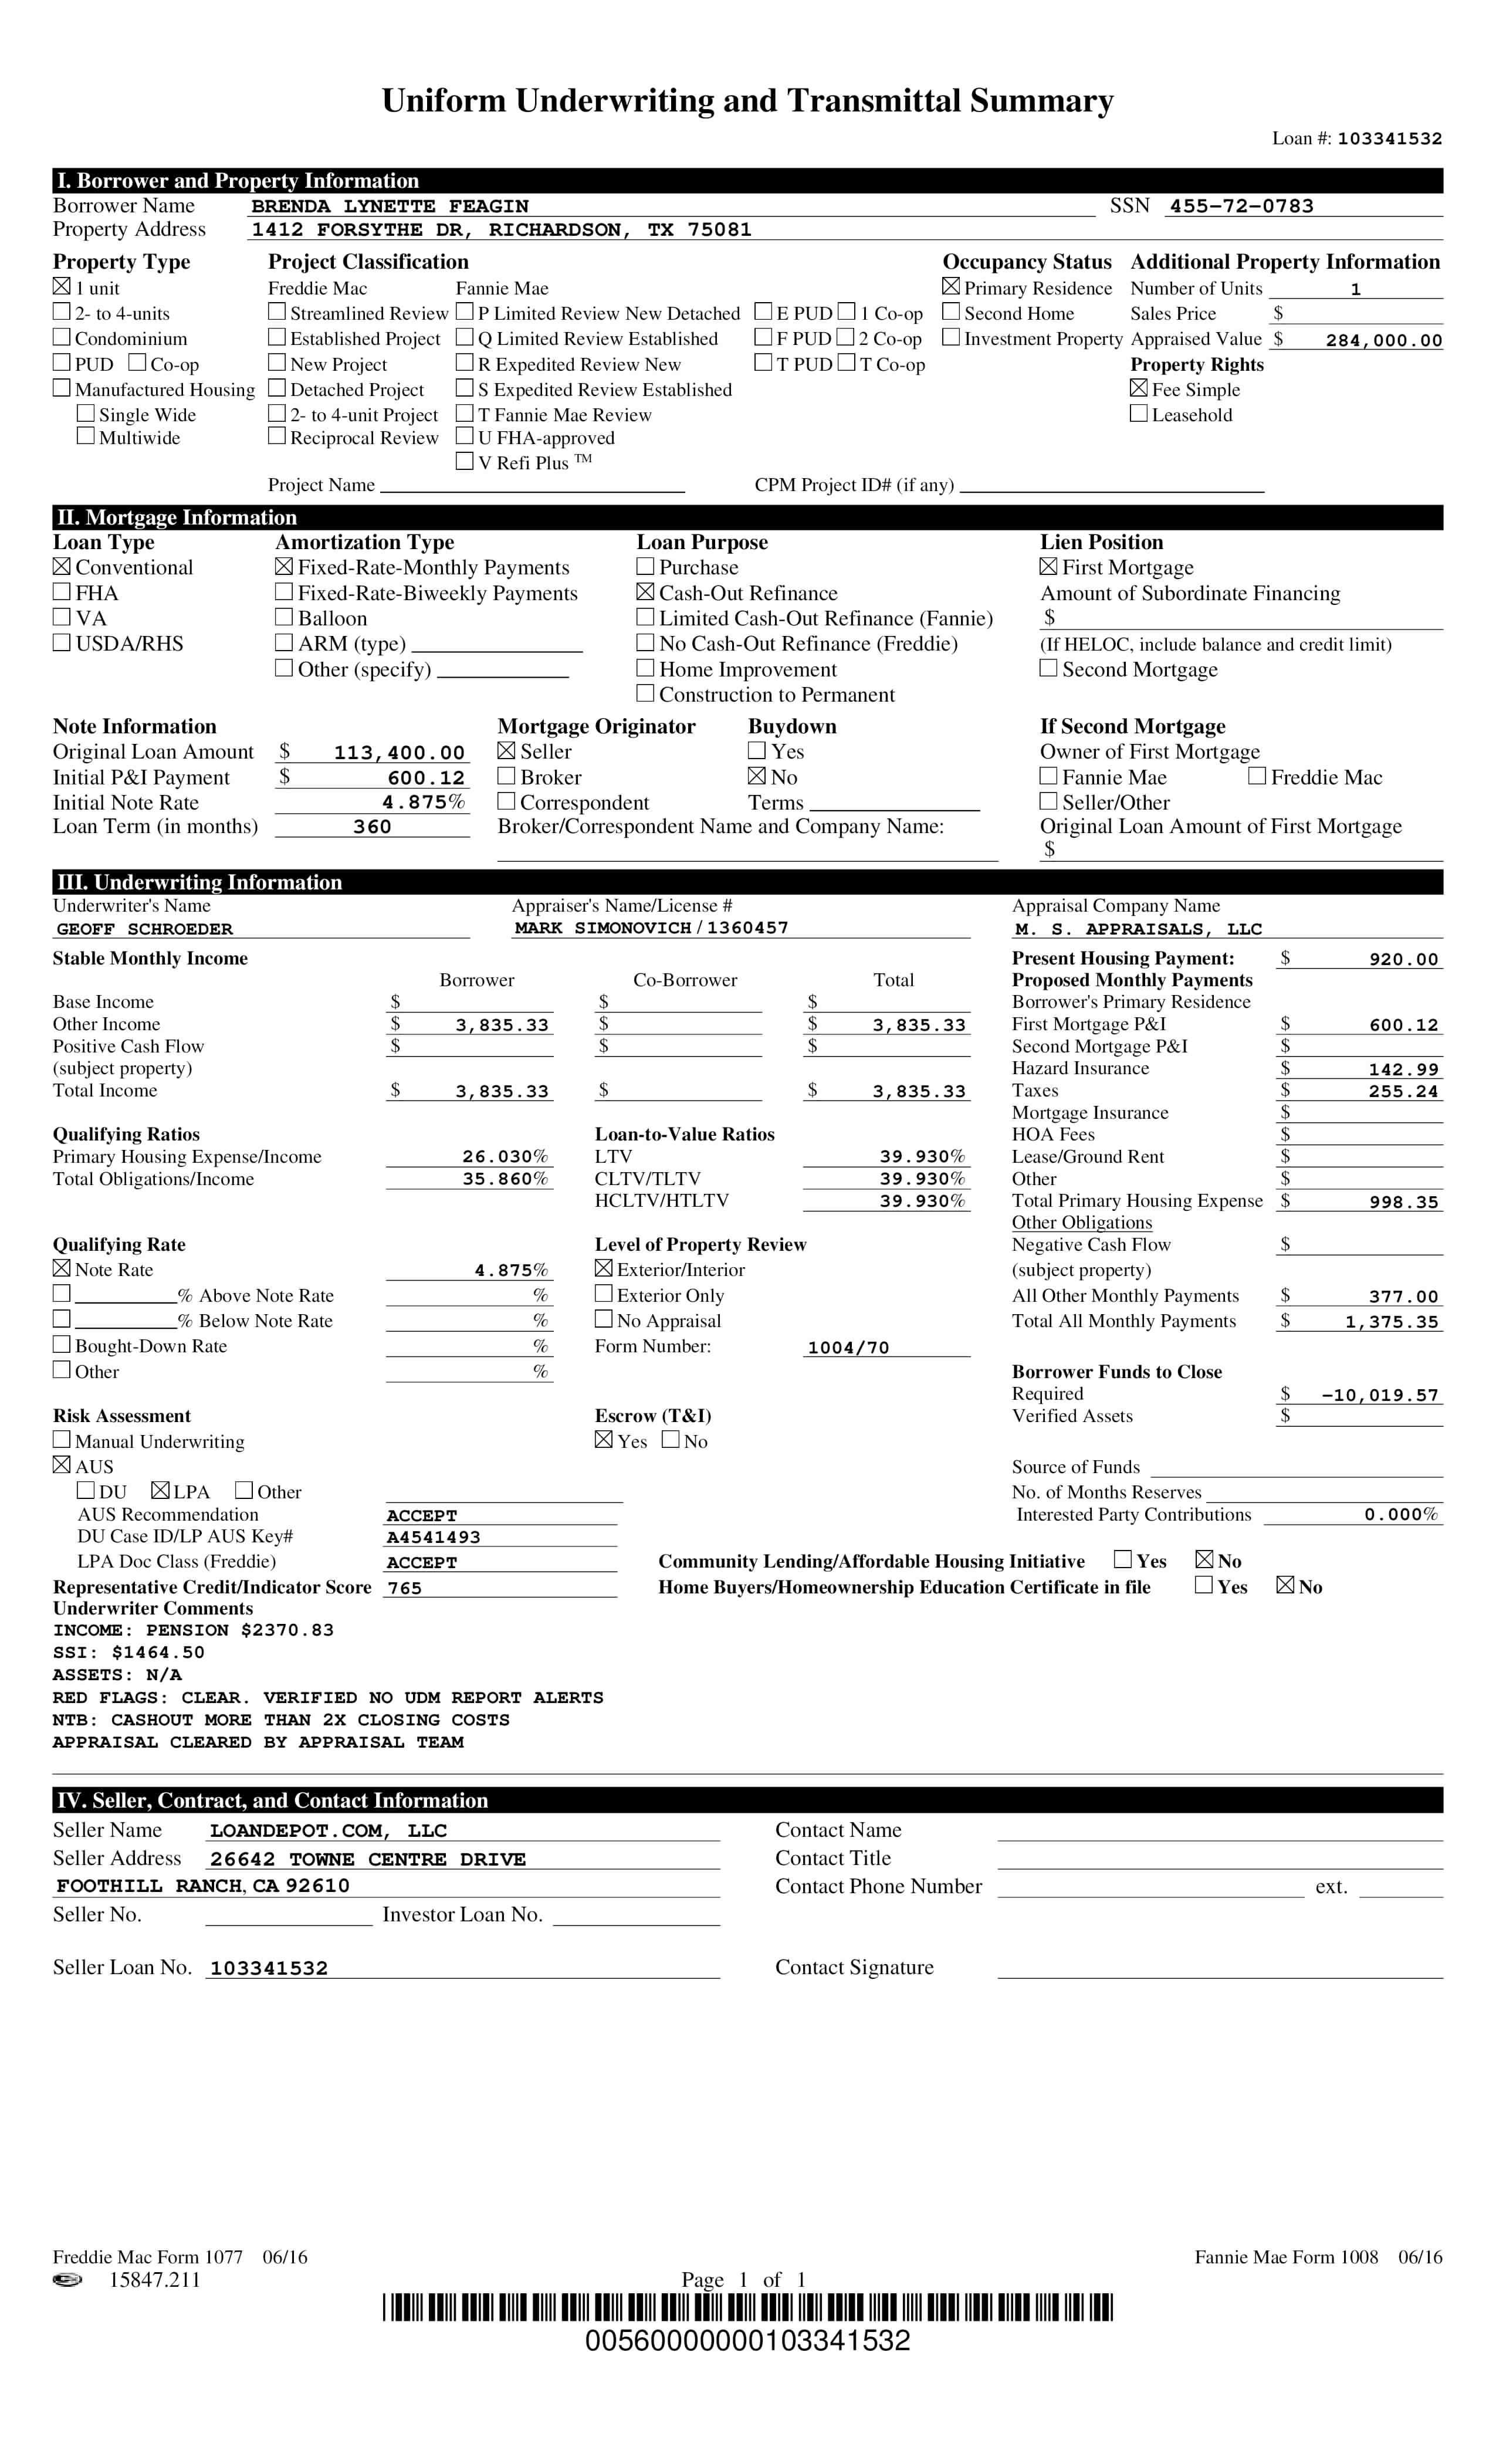 Uniform Underwriting and Transmittal Summary
Loan #: 103341532
I. Borrower and Property Information
Borrower Name BRENDA LYNETTE FEAGIN SSN 455-72-0783
Property Address 1412 FORSYTHE DR, RICHARDSON, TX 75081
Property Type Project Classification Occupancy Status Additional Property Information
☒ 1 unit Freddie Mac Fannie Mae ☒ Primary Residence Number of Units 1
☐ 2- to 4-units ☐ Streamlined Review ☐ P Limited Review New Detached ☐ E PUD ☐ 1 Co-op ☐ Second Home Sales Price $
☐ Condominium ☐ Established Project ☐ Q Limited Review Established ☐ F PUD ☐ 2 Co-op ☐ Investment Property Appraised Value $ 284,000.00
☐ PUD ☐ Co-op ☐ New Project ☐ R Expedited Review New ☐ T PUD ☐ T Co-op Property Rights
☐ Manufactured Housing ☐ Detached Project ☐ S Expedited Review Established ☒ Fee Simple
☐ Single Wide ☐ 2- to 4-unit Project ☐ T Fannie Mae Review ☐ Leasehold
☐ Multiwide ☐ Reciprocal Review ☐ U FHA-approved
☐ V Refi Plus ™
Project Name CPM Project ID# (if any)
II. Mortgage Information
Loan Type Amortization Type Loan Purpose Lien Position
☒ Conventional ☒ Fixed-Rate-Monthly Payments ☐ Purchase ☒ First Mortgage
☐ FHA ☐ Fixed-Rate-Biweekly Payments ☒ Cash-Out Refinance Amount of Subordinate Financing
☐ VA ☐ Balloon ☐ Limited Cash-Out Refinance (Fannie) $
☐ USDA/RHS ☐ ARM (type) ☐ No Cash-Out Refinance (Freddie) (If HELOC, include balance and credit limit)
☐ Other (specify) ☐ Home Improvement ☐ Second Mortgage
☐ Construction to Permanent
Note Information Mortgage Originator Buydown If Second Mortgage
Original Loan Amount $ 113,400.00 ☒ Seller ☐ Yes Owner of First Mortgage
Initial P&I Payment $ 600.12 ☐ Broker ☒ No ☐ Fannie Mae ☐ Freddie Mac
Initial Note Rate 4.875% ☐ Correspondent Terms ☐ Seller/Other
Loan Term (in months) 360 Broker/Correspondent Name and Company Name: Original Loan Amount of First Mortgage
$
III. Underwriting Information
Underwriter's Name Appraiser's Name/License # Appraisal Company Name
GEOFF SCHROEDER MARK SIMONOVICH / 1360457 M. S. APPRAISALS, LLC
Stable Monthly Income Present Housing Payment: $ 920.00
Borrower Co-Borrower Total Proposed Monthly Payments
Base Income $ $ $ Borrower's Primary Residence
Other Income $ 3,835.33 $ $ 3,835.33 First Mortgage P&I $ 600.12
Positive Cash Flow $ $ $ Second Mortgage P&I $
(subject property) Hazard Insurance $ 142.99
Total Income $ 3,835.33 $ $ 3,835.33 Taxes $ 255.24
Mortgage Insurance $
Qualifying Ratios Loan-to-Value Ratios HOA Fees $
Primary Housing Expense/Income 26.030% LTV 39.930% Lease/Ground Rent $
Total Obligations/Income 35.860% CLTV/TLTV 39.930% Other $
HCLTV/HTLTV 39.930% Total Primary Housing Expense $ 998.35
Other Obligations
Qualifying Rate Level of Property Review Negative Cash Flow $
☒ Note Rate 4.875% ☒ Exterior/Interior (subject property)
☐ % Above Note Rate % ☐ Exterior Only All Other Monthly Payments $ 377.00
☐ % Below Note Rate % ☐ No Appraisal Total All Monthly Payments $ 1,375.35
☐ Bought-Down Rate % Form Number: 1004/70
☐ Other % Borrower Funds to Close
Required $ -10,019.57
Risk Assessment Escrow (T&I) Verified Assets $
☐ Manual Underwriting ☒ Yes ☐ No
☒ AUS Source of Funds
☐ DU ☒ LPA ☐ Other No. of Months Reserves
AUS Recommendation ACCEPT Interested Party Contributions 0.000%
DU Case ID/LP AUS Key# A4541493
LPA Doc Class (Freddie) ACCEPT Community Lending/Affordable Housing Initiative ☐ Yes ☒ No
Representative Credit/Indicator Score 765 Home Buyers/Homeownership Education Certificate in file ☐ Yes ☒ No
Underwriter Comments
INCOME: PENSION $2370.83
SSI: $1464.50
ASSETS: N/A
RED FLAGS: CLEAR. VERIFIED NO UDM REPORT ALERTS
NTB: CASHOUT MORE THAN 2X CLOSING COSTS
APPRAISAL CLEARED BY APPRAISAL TEAM
IV. Seller, Contract, and Contact Information
Seller Name LOANDEPOT.COM, LLC Contact Name
Seller Address 26642 TOWNE CENTRE DRIVE Contact Title
FOOTHILL RANCH, CA 92610 Contact Phone Number ext.
Seller No. Investor Loan No.
Seller Loan No. 103341532 Contact Signature
Freddie Mac Form 1077 06/16 Fannie Mae Form 1008 06/16
15847.211 Page 1 of 1
00560000000103341532